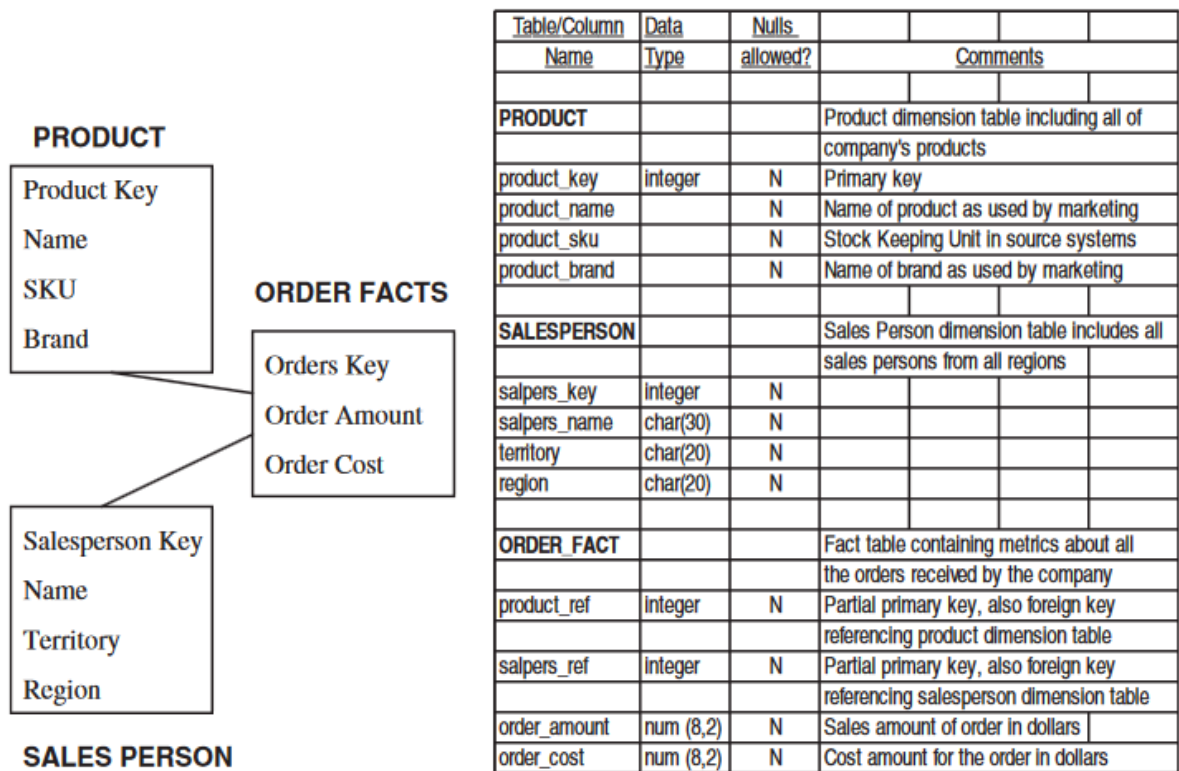 PRODUCT
Product Key
Name
SKU
Brand
ORDER FACTS
Orders Key
Order Amount
Order Cost
Salesperson Key
Name
Territory
Region
SALES PERSON
Table/Column Data Nulls
Name Type allowed? Comments
PRODUCT Product dimension table including all of
company's products
product_key integer N Primary key
product_name N Name of product as used by marketing
product_sku N Stock Keeping Unit in source systems
product_brand N Name of brand as used by marketing
SALESPERSON Sales Person dimension table includes all
sales persons from all regions
salpers_key integer N
salpers_name char(30) N
territory char(20) N
region char(20) N
ORDER_FACT Fact table containing metrics about all
the orders received by the company
product_ref integer N Partial primary key, also foreign key
referencing product dimension table
salpers_ref integer N Partial primary key, also foreign key
referencing salesperson dimension table
order_amount num (8,2) N Sales amount of order in dollars
order_cost num (8,2) N Cost amount for the order in dollars